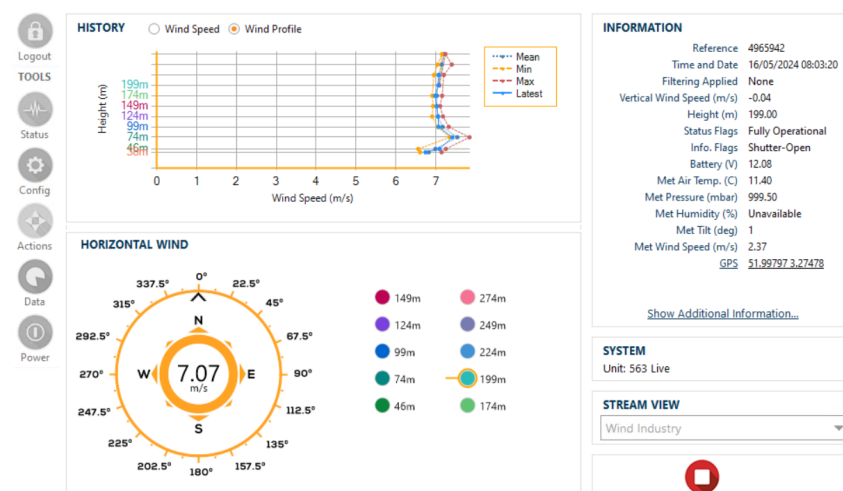 Logout
TOOLS
Status
Config
Actions
Data
Power
HISTORY Wind Speed Wind Profile
Height (m)
199m
174m
149m
124m
99m
74m
46m
38m
0 1 2 3 4 5 6 7
Wind Speed (m/s)
Mean
Min
Max
Latest
HORIZONTAL WIND
0°
22.5°
45°
67.5°
90°
112.5°
135°
157.5°
180°
202.5°
225°
247.5°
270°
292.5°
315°
337.5°
N
W 7.07 E
m/s
S
149m 274m
124m 249m
99m 224m
74m 199m
46m 174m
INFORMATION
Reference 4965942
Time and Date 16/05/2024 08:03:20
Filtering Applied None
Vertical Wind Speed (m/s) -0.04
Height (m) 199.00
Status Flags Fully Operational
Info. Flags Shutter-Open
Battery (V) 12.08
Met Air Temp. (C) 11.40
Met Pressure (mbar) 999.50
Met Humidity (%) Unavailable
Met Tilt (deg) 1
Met Wind Speed (m/s) 2.37
GPS 51.99797 3.27478
Show Additional Information...
SYSTEM
Unit: 563 Live
STREAM VIEW
Wind Industry